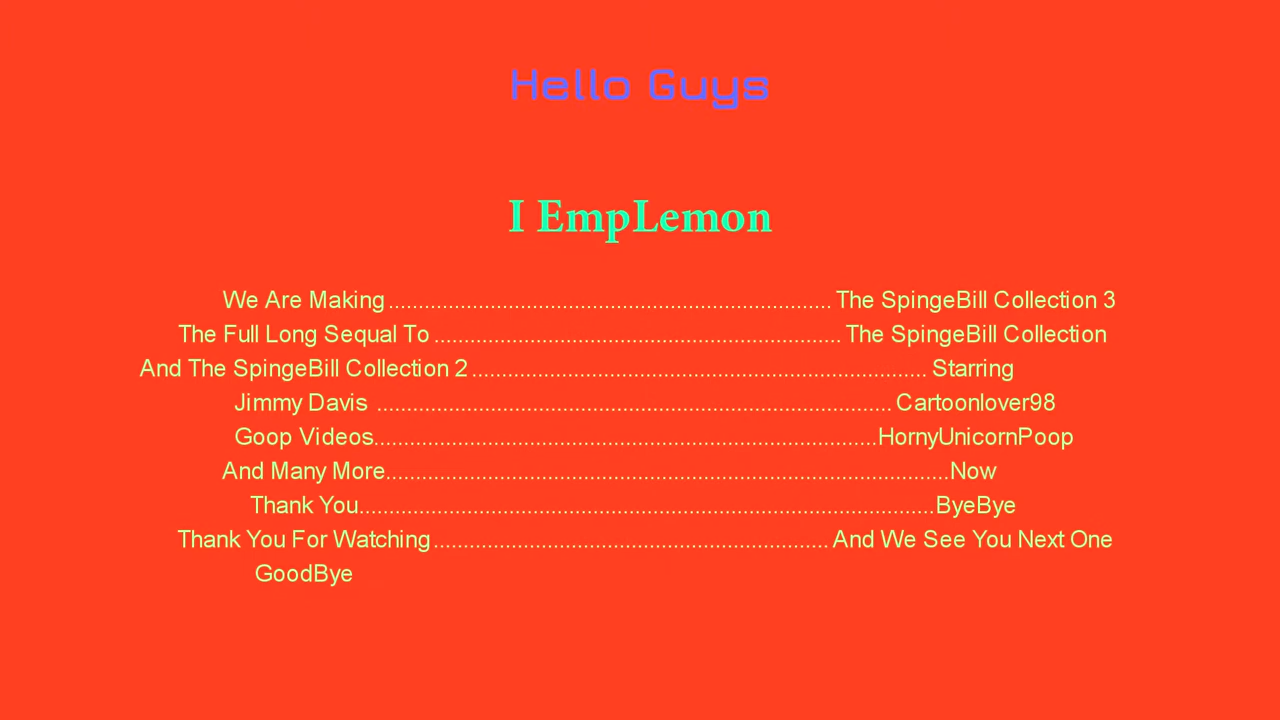 Hello Guys
I EmpLemon
We Are Making........................................................................... The SpingeBill Collection 3
The Full Long Sequal To .................................................................... The SpingeBill Collection
And The SpingeBill Collection 2............................................................................ Starring
Jimmy Davis ...................................................................................... Cartoonlover98
Goop Videos....................................................................................HornyUnicornPoop
And Many More..............................................................................................Now
Thank You................................................................................................ByeBye
Thank You For Watching.................................................................. And We See You Next One
GoodBye